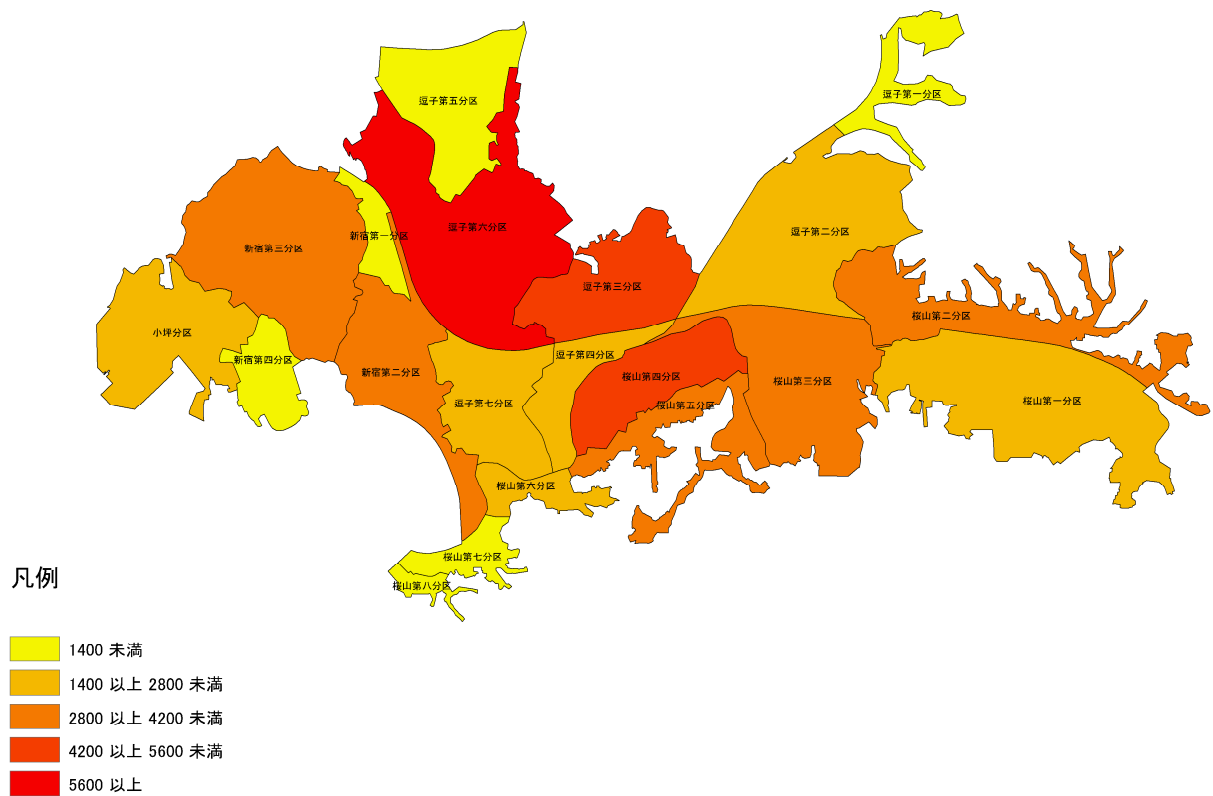 逗子第五分区
逗子第一分区
逗子第六分区
逗子第二分区
新宿第一分区
新宿第三分区
逗子第三分区
桜山第二分区
小坪分区
新宿第四分区
逗子第四分区
新宿第二分区
桜山第四分区
桜山第三分区
逗子第七分区
桜山第五分区
桜山第一分区
桜山第六分区
桜山第七分区
桜山第八分区
凡例
1400 未満
1400 以上 2800 未満
2800 以上 4200 未満
4200 以上 5600 未満
5600 以上